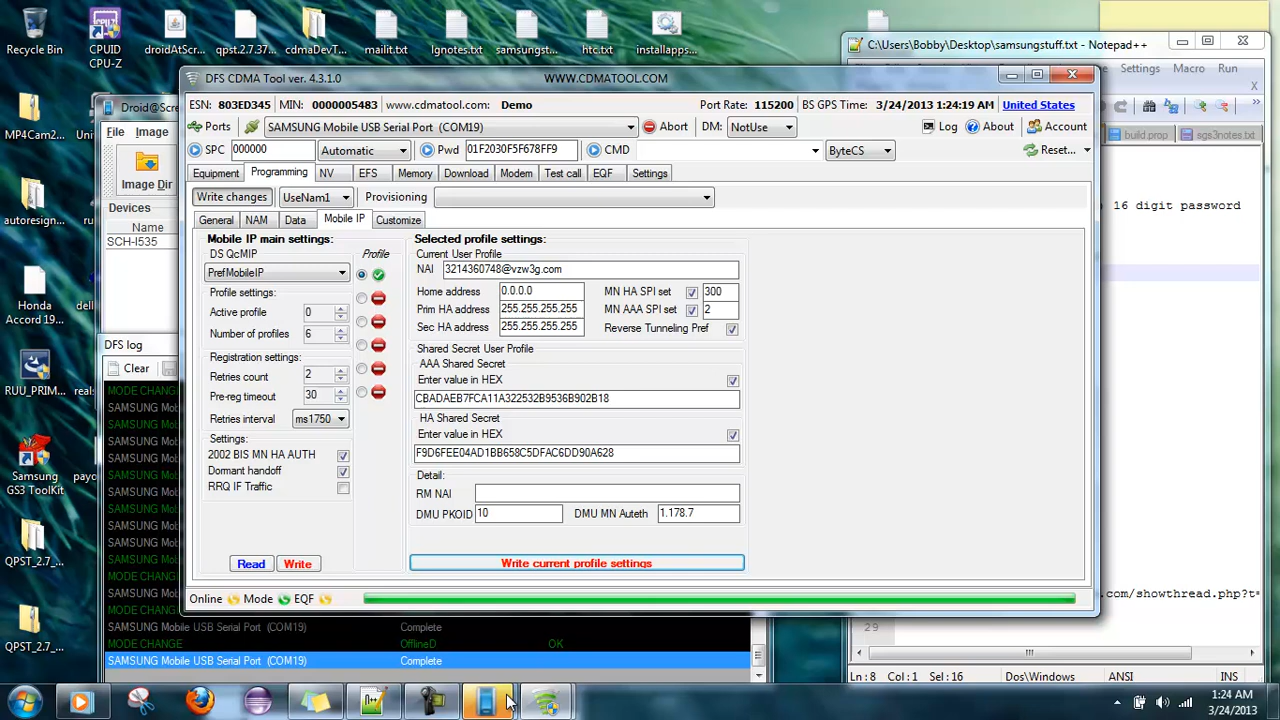 Recycle Bin
CPUID
CPU-Z
droidAtScr...
qpst.2.7.37...
cdmaDevT...
mailit.txt
lgnotes.txt
samsungst...
htc.txt
installapps...
C:\Users\Bobby\Desktop\samsungstuff.txt - Notepad++
Settings Macro Run
build.prop sgs3notes.txt
16 digit password
DFS CDMA Tool ver. 4.3.1.0 WWW.CDMATOOL.COM
ESN: 803ED345 MIN: 0000005483 www.cdmatool.com: Demo Port Rate: 115200 BS GPS Time: 3/24/2013 1:24:19 AM United States
Ports SAMSUNG Mobile USB Serial Port (COM19) Abort DM: NotUse Log About Account
SPC 000000 Automatic Pwd 01F2030F5F678FF9 CMD ByteCS Reset...
Equipment Programming NV EFS Memory Download Modem Test call EQF Settings
Write changes UseNam1 Provisioning
General NAM Data Mobile IP Customize
Mobile IP main settings: Profile
DS QcMIP
PrefMobileIP
Profile settings:
Active profile 0
Number of profiles 6
Registration settings:
Retries count 2
Pre-reg timeout 30
Retries interval ms1750
Settings:
2002 BIS MN HA AUTH
Dormant handoff
RRQ IF Traffic
Read Write
Selected profile settings:
Current User Profile
NAI 3214360748@vzw3g.com
Home address 0.0.0.0 MN HA SPI set 300
Prim HA address 255.255.255.255 MN AAA SPI set 2
Sec HA address 255.255.255.255 Reverse Tunneling Pref
Shared Secret User Profile
AAA Shared Secret
Enter value in HEX
CBADAEB7FCA11A322532B9536B902B18
HA Shared Secret
Enter value in HEX
F9D6FEE04AD1BB658C5DFAC6DD90A628
Detail:
RM NAI
DMU PKOID 10 DMU MN Auteth 1.178.7
Write current profile settings
Online Mode EQF
MP4Cam2...
autoresign...
Honda
Accord 19...
RUU_PRIM...
Samsung
GS3 ToolKit
QPST_2.7_...
QPST_2.7_...
Droid@Scre
File Image
Image Dir
Devices
Name
SCH-I535
DFS log
Clear
MODE CHANG
SAMSUNG Mob
SAMSUNG Mobile USB Serial Port (COM19) Complete
MODE CHANGE OfflineD OK
SAMSUNG Mobile USB Serial Port (COM19) Complete
.com/showthread.php?t=
29
Ln:8 Col:1 Sel:16 Dos\Windows ANSI INS
1:24 AM
3/24/2013